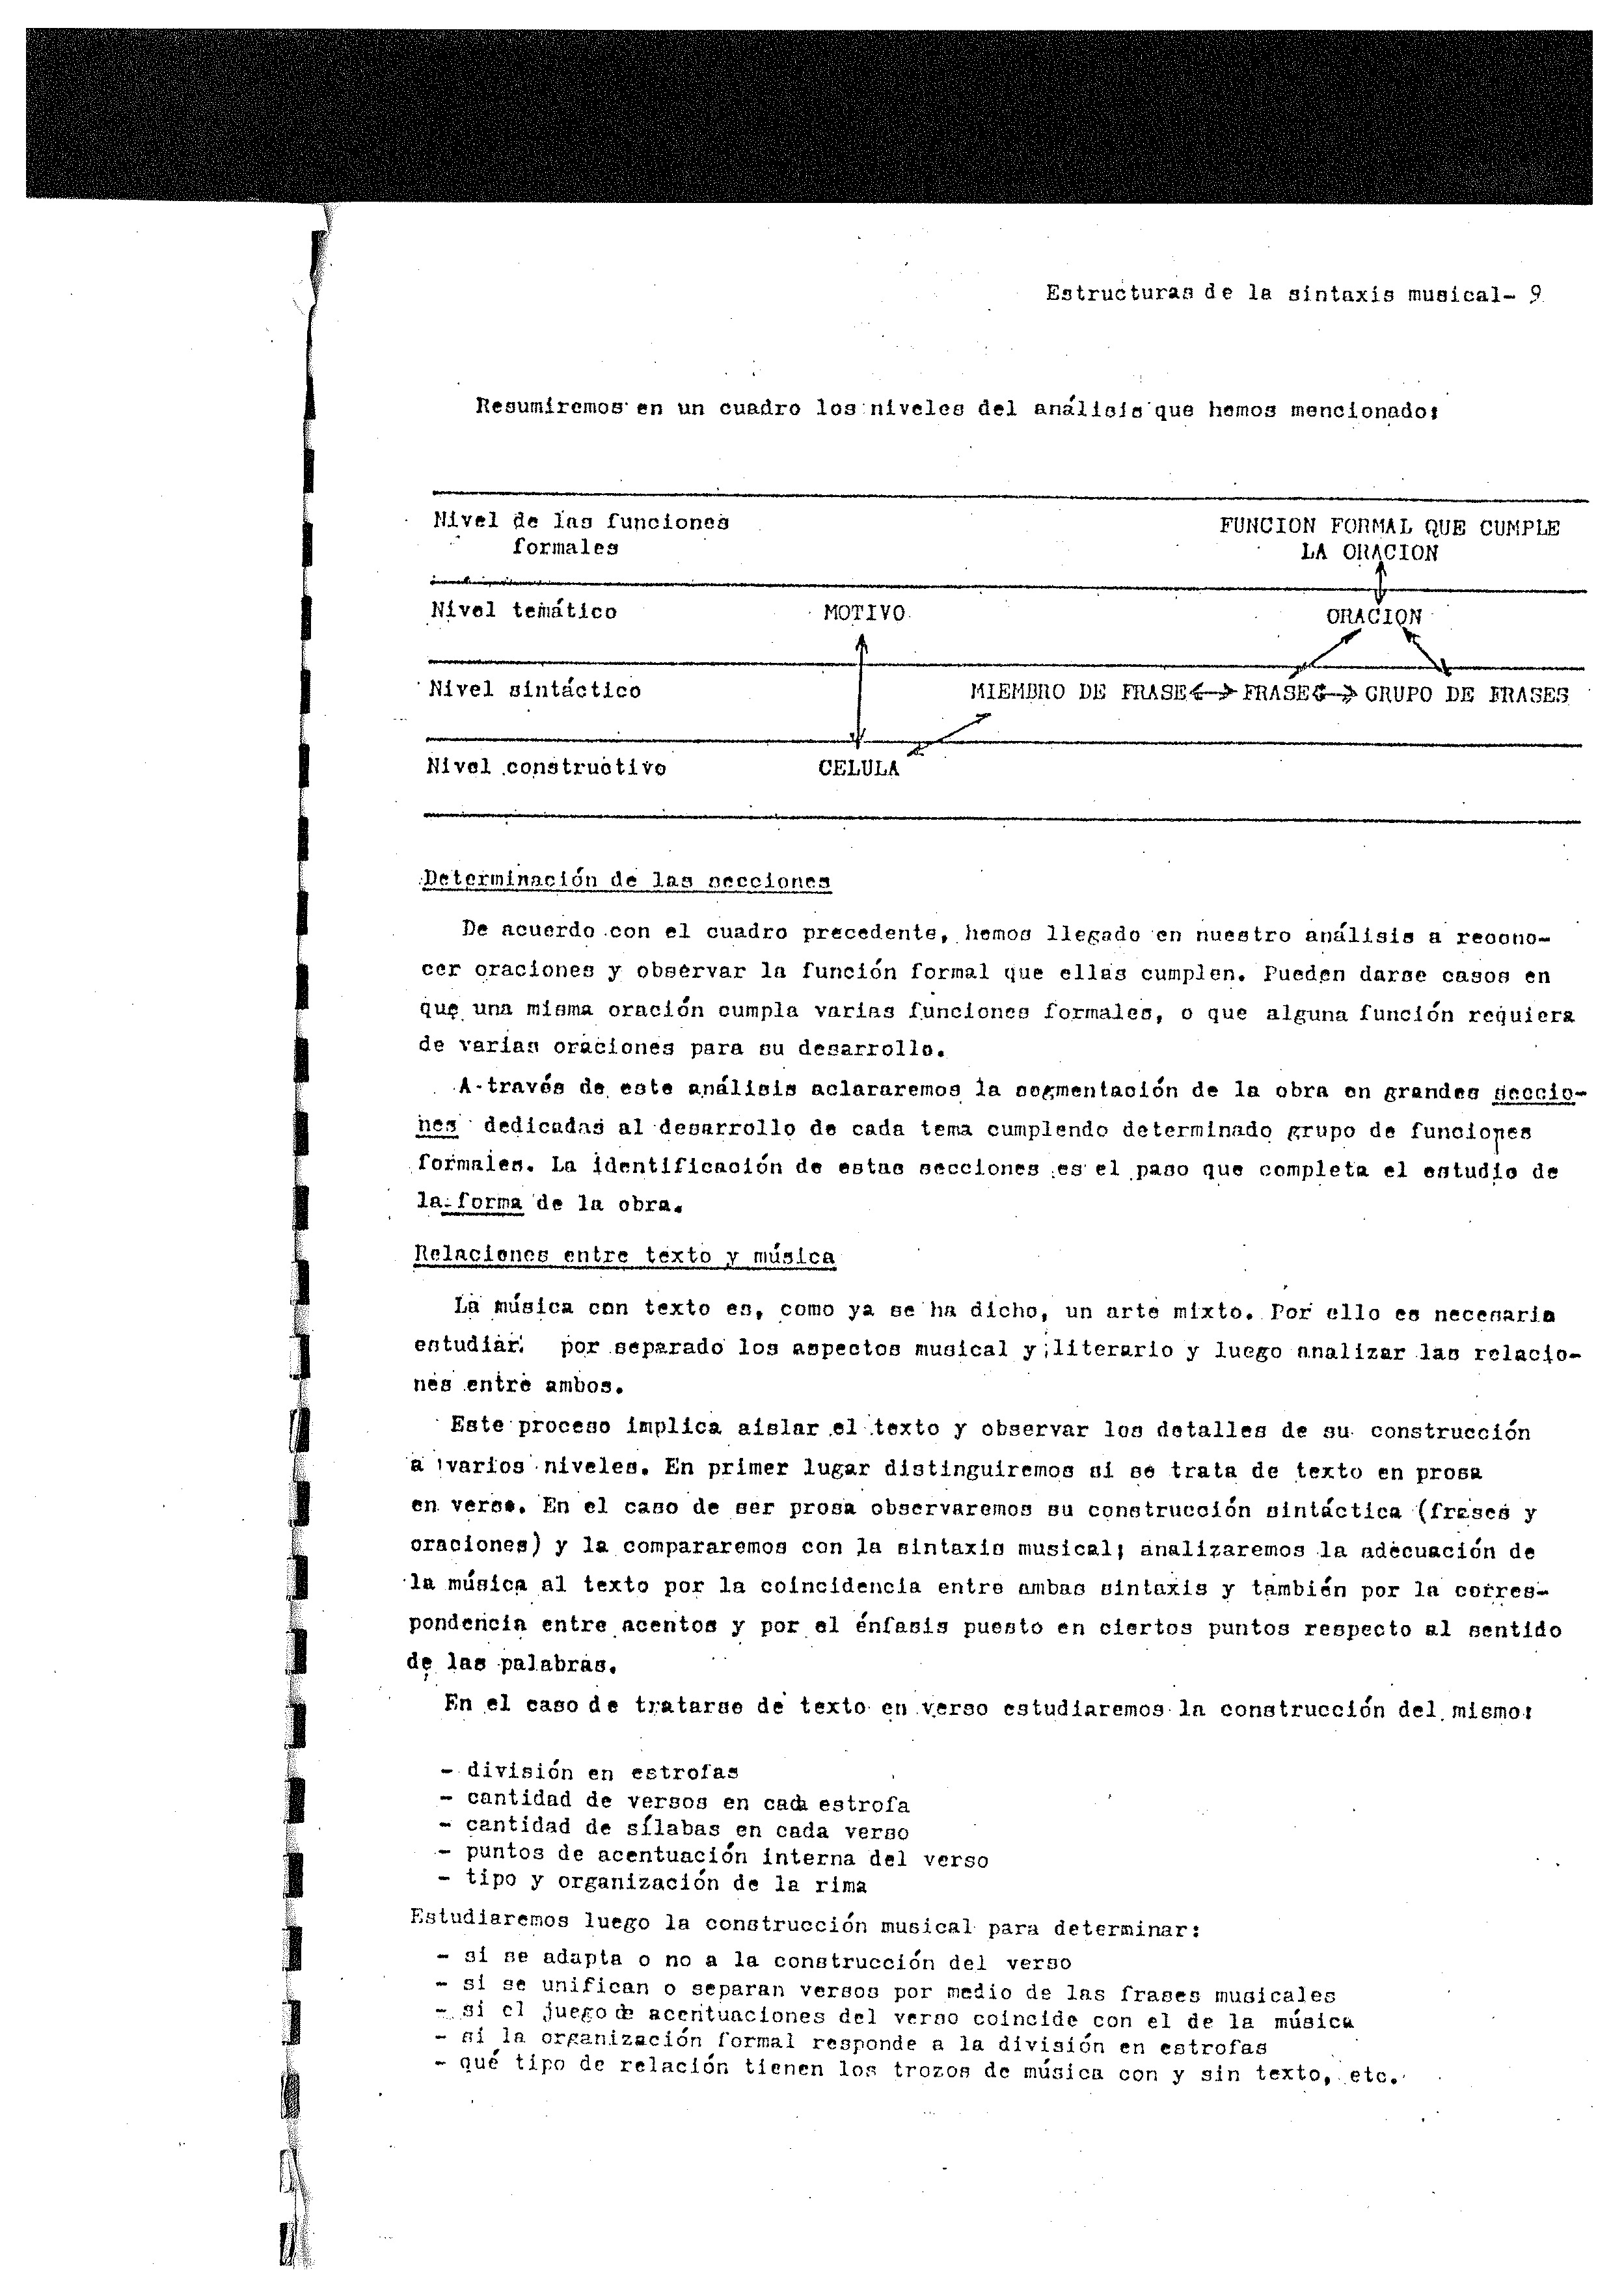 Estructuras de la sintaxis musical- 9
Resumiremos en un cuadro los niveles del análisis que hemos mencionado:
Nivel de las funciones
formales
FUNCION FORMAL QUE CUMPLE
LA ORACION
Nivel temático MOTIVO ORACION
Nivel sintáctico MIEMBRO DE FRASE FRASE GRUPO DE FRASES
Nivel constructivo CELULA
Determinación de las secciones
De acuerdo con el cuadro precedente, hemos llegado en nuestro análisis a recono-
cer oraciones y observar la función formal que ellas cumplen. Pueden darse casos en
que una misma oración cumpla varias funciones formales, o que alguna función requiera
de varias oraciones para su desarrollo.
A través de este análisis aclararemos la segmentación de la obra en grandes seccio-
nes dedicadas al desarrollo de cada tema cumplendo determinado grupo de funciones
formales. La identificación de estas secciones es el paso que completa el estudio de
la forma de la obra.
Relaciones entre texto y música
La música con texto es, como ya se ha dicho, un arte mixto. Por ello es necesario
estudiar por separado los aspectos musical y literario y luego analizar las relacio-
nes entre ambos.
Este proceso implica aislar el texto y observar los detalles de su construcción
a varios niveles. En primer lugar distinguiremos si se trata de texto en prosa
en verso. En el caso de ser prosa observaremos su construcción sintáctica (frases y
oraciones) y la compararemos con la sintaxis musical; analizaremos la adecuación de
la música al texto por la coincidencia entre ambas sintaxis y también por la corres-
pondencia entre acentos y por el énfasis puesto en ciertos puntos respecto al sentido
de las palabras.
En el caso de tratarse de texto en verso estudiaremos la construcción del mismo:
- división en estrofas
- cantidad de versos en cada estrofa
- cantidad de sílabas en cada verso
- puntos de acentuación interna del verso
- tipo y organización de la rima
Estudiaremos luego la construcción musical para determinar:
- si se adapta o no a la construcción del verso
- si se unifican o separan versos por medio de las frases musicales
- si el juego de acentuaciones del verso coincide con el de la música
- si la organización formal responde a la división en estrofas
- qué tipo de relación tienen los trozos de música con y sin texto, etc.